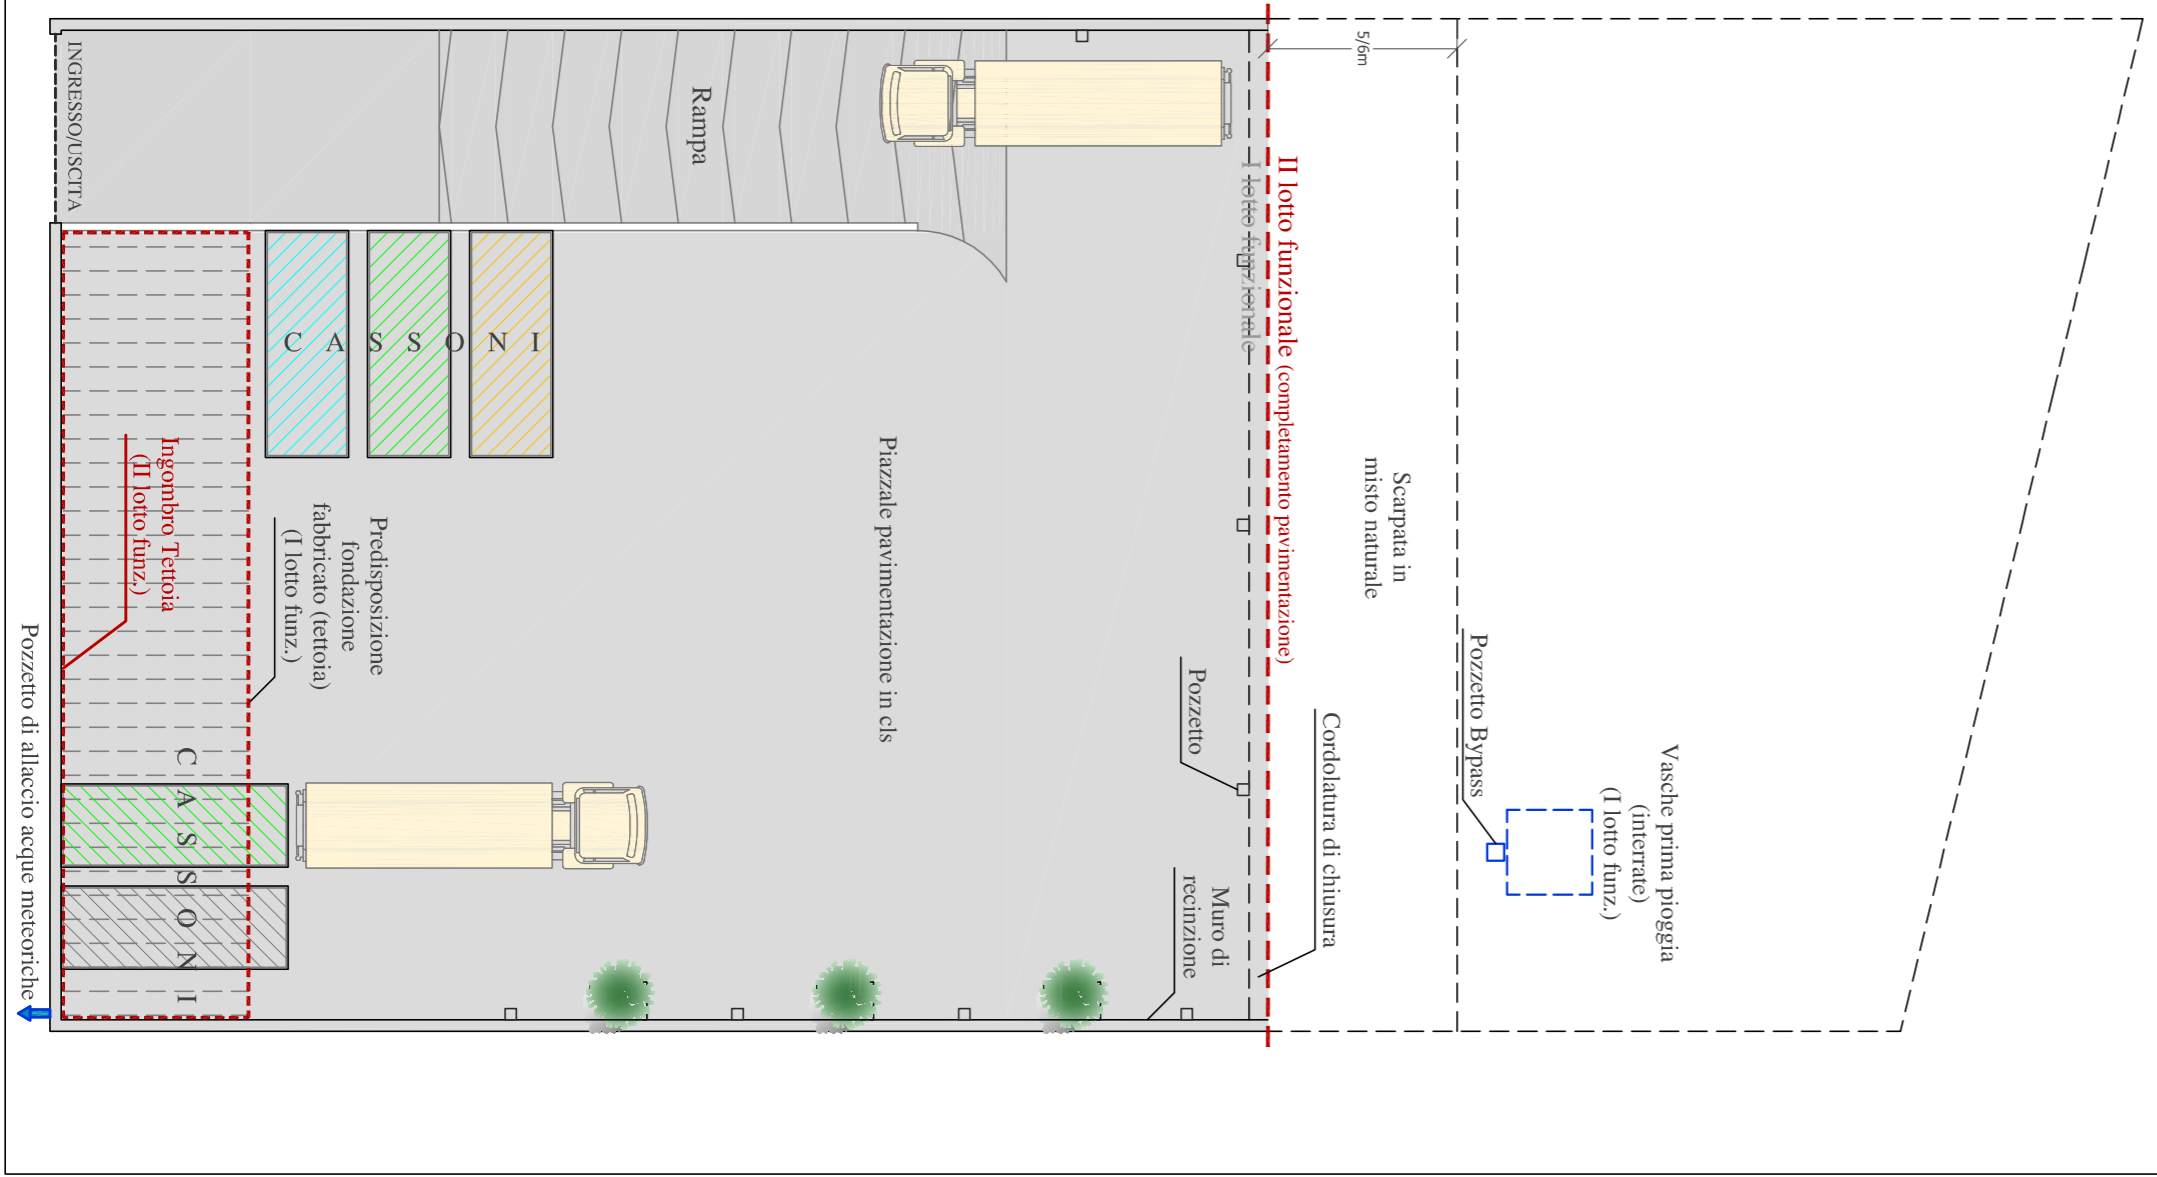 INGRESSO/USCITA
Rampa
5/6m
I lotto funzionale
II lotto funzionale (completamento pavimentazione)
C A S S O N I
Piazzale pavimentazione in cls
Scarpata in
misto naturale
Ingombro Tettoia
(II lotto funz.)
Predisposizione
fondazione
fabbricato (tettoia)
(I lotto funz.)
Pozzetto di allaccio acque meteoriche
C A S S O N I
Pozzetto
Cordolatura di chiusura
Muro di
recinzione
Pozzetto Bypass
Vasche prima pioggia
(interrate)
(I lotto funz.)